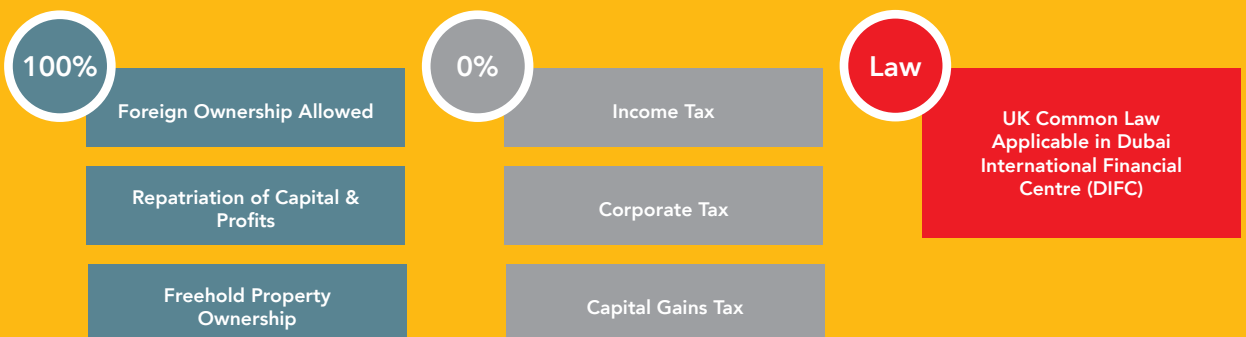 100%
Foreign Ownership Allowed
Repatriation of Capital &
Profits
Freehold Property
Ownership
0%
Income Tax
Corporate Tax
Capital Gains Tax
Law
UK Common Law
Applicable in Dubai
International Financial
Centre (DIFC)